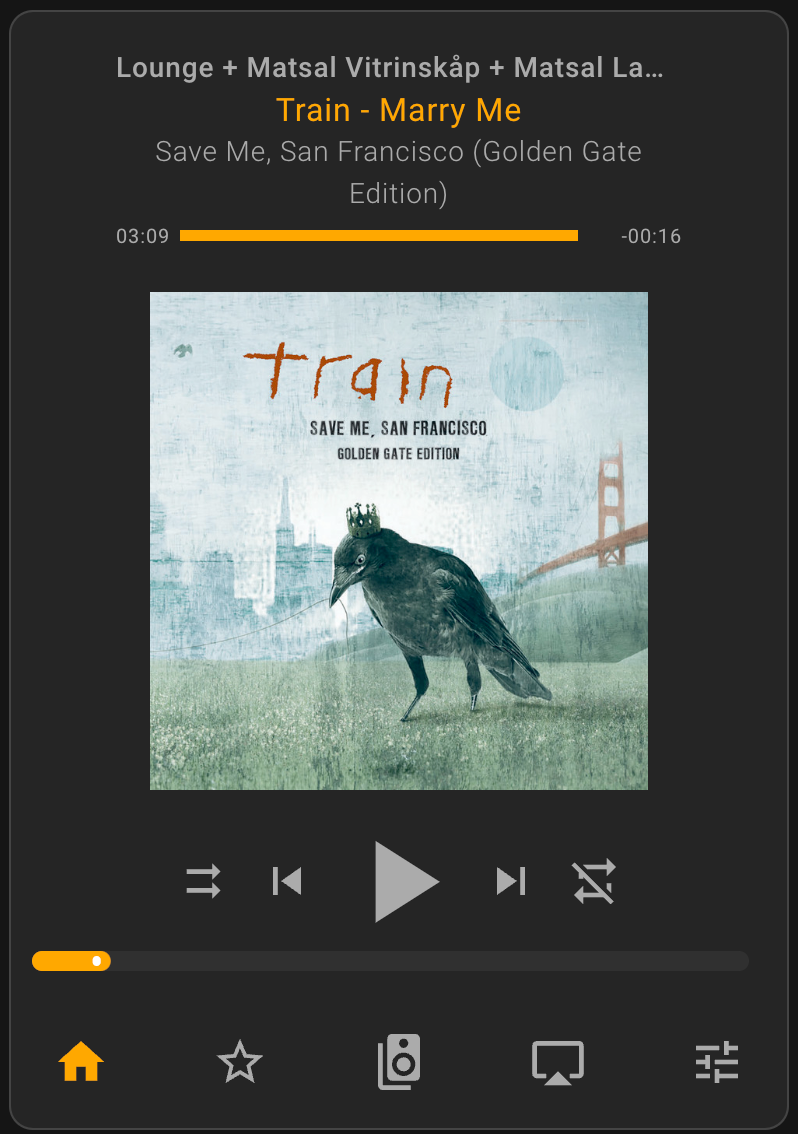 Lounge + Matsal Vitrinskåp + Matsal La…
Train - Marry Me
Save Me, San Francisco (Golden Gate
Edition)
03:09
-00:16
train
SAVE ME, SAN FRANCISCO
GOLDEN GATE EDITION